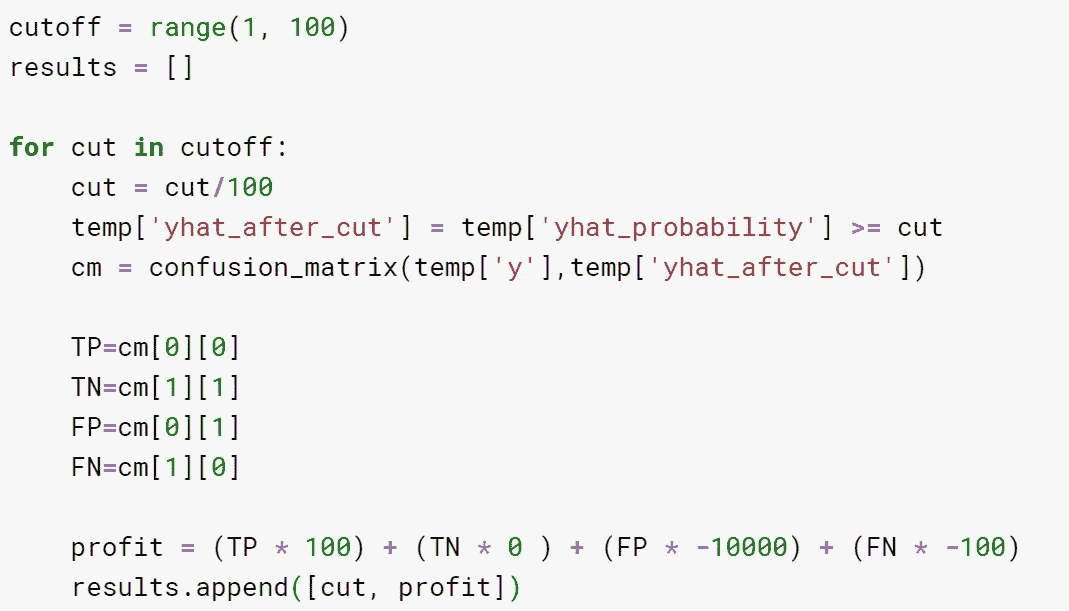 cutoff = range(1, 100)
results = []
for cut in cutoff:
    cut = cut/100
    temp['yhat_after_cut'] = temp['yhat_probability'] >= cut
    cm = confusion_matrix(temp['y'],temp['yhat_after_cut'])
    TP=cm[0][0]
    TN=cm[1][1]
    FP=cm[0][1]
    FN=cm[1][0]
    profit = (TP * 100) + (TN * 0 ) + (FP * -10000) + (FN * -100)
    results.append([cut, profit])